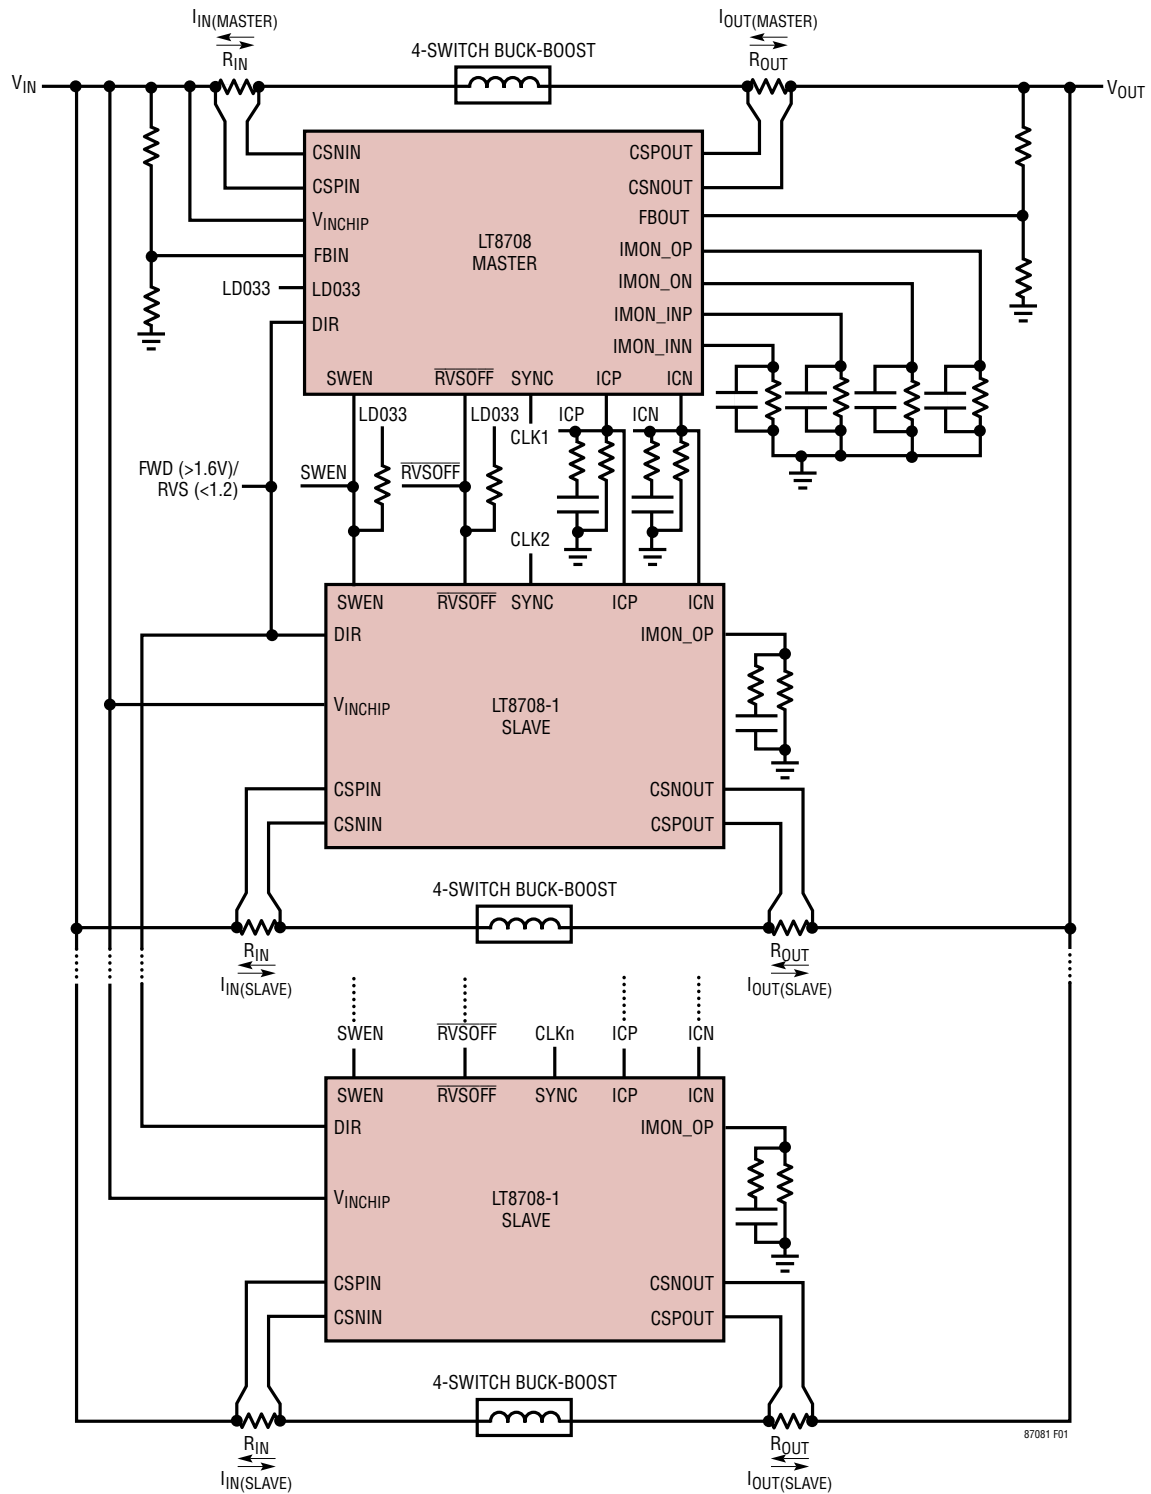 IIN(MASTER)
IOUT(MASTER)
RIN
4-SWITCH BUCK-BOOST
ROUT
VIN
VOUT
CSNIN
CSPOUT
CSPIN
CSNOUT
VINCHIP
FBOUT
LT8708
MASTER
FBIN
IMON_OP
LD033
LD033
IMON_ON
DIR
IMON_INP
IMON_INN
SWEN
RVSOFF
SYNC
ICP
ICN
LD033
LD033
CLK1
ICP
ICN
FWD (>1.6V)/
RVS (<1.2)
SWEN
RVSOFF
CLK2
SWEN
RVSOFF
SYNC
ICP
ICN
DIR
IMON_OP
VINCHIP
LT8708-1
SLAVE
CSPIN
CSNOUT
CSNIN
CSPOUT
4-SWITCH BUCK-BOOST
RIN
ROUT
IIN(SLAVE)
IOUT(SLAVE)
SWEN
RVSOFF
CLKn
ICP
ICN
SWEN
RVSOFF
SYNC
ICP
ICN
DIR
IMON_OP
VINCHIP
LT8708-1
SLAVE
CSPIN
CSNOUT
CSNIN
CSPOUT
4-SWITCH BUCK-BOOST
87081 F01
RIN
ROUT
IIN(SLAVE)
IOUT(SLAVE)